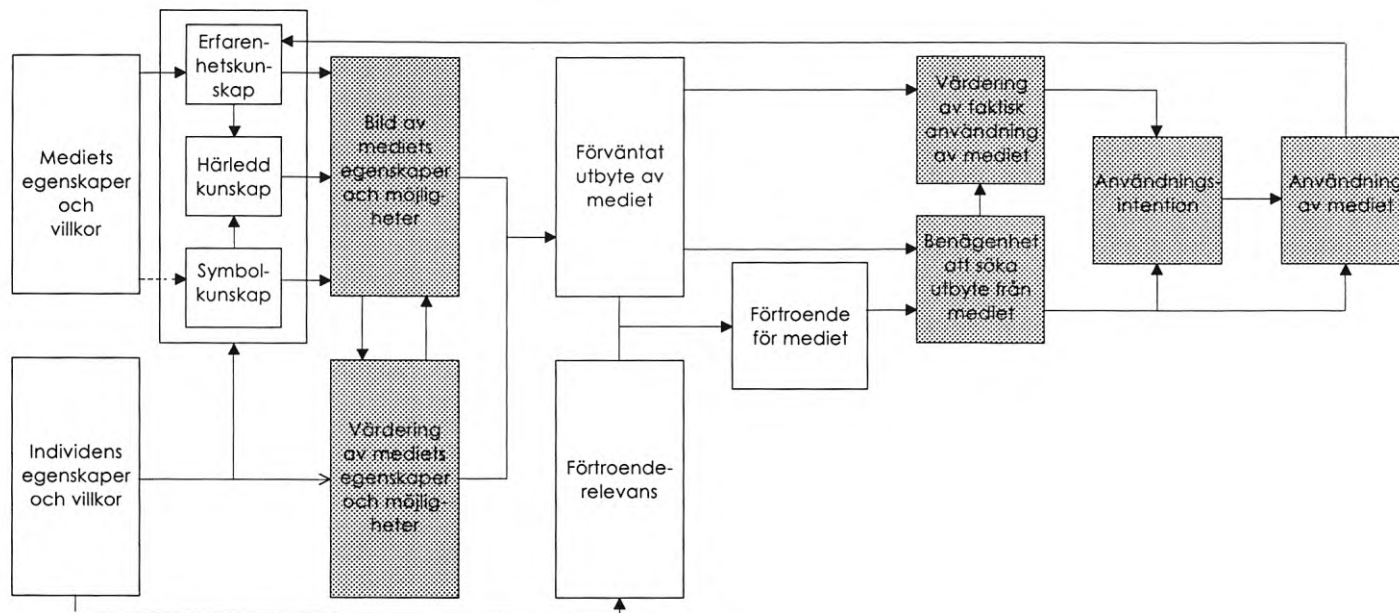 Mediets
egenskaper
och
villkor
Individens
egenskaper
och villkor
Erfaren-
hetskun-
skap
Härledd
kunskap
Symbol-
kunskap
Bild av
mediets
egenskaper
och möjlig-
heter
Värdering
av mediets
egenskaper
och möjlig-
heter
Förväntat
utbyte av
mediet
Förtroende-
relevans
Förtroende
för mediet
Värdering
av faktisk
användning
av mediet
Benägenhet
att söka
utbyte från
mediet
Användnings-
intention
Användning
av mediet